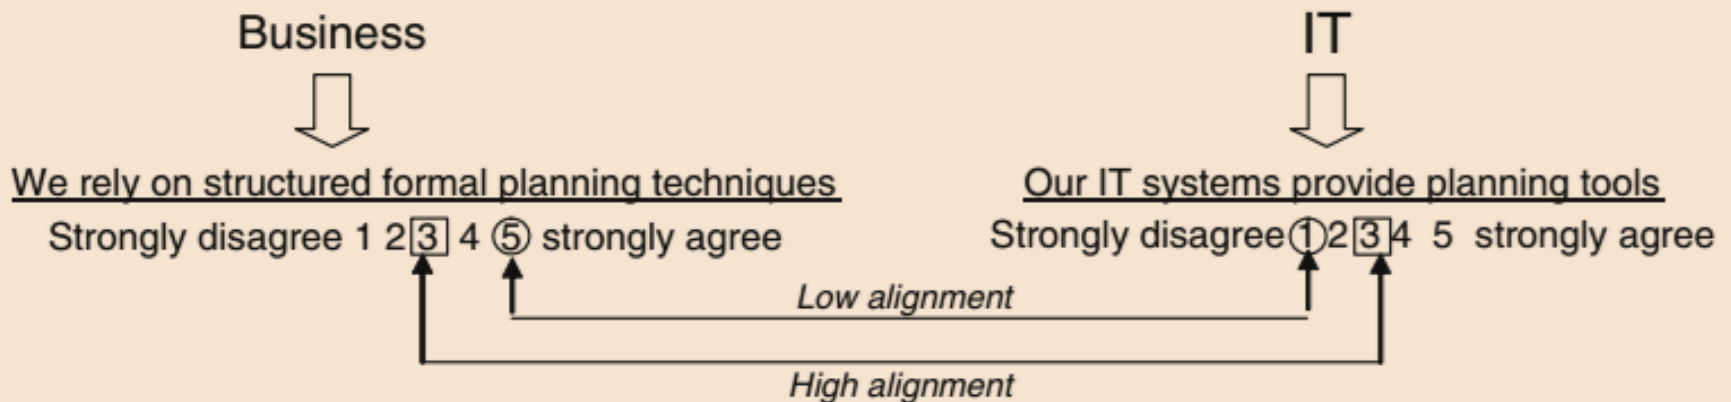 Business
IT
We rely on structured formal planning techniques
Strongly disagree 1 2 3 4 5 strongly agree
Our IT systems provide planning tools
Strongly disagree 1 2 3 4 5 strongly agree
Low alignment
High alignment